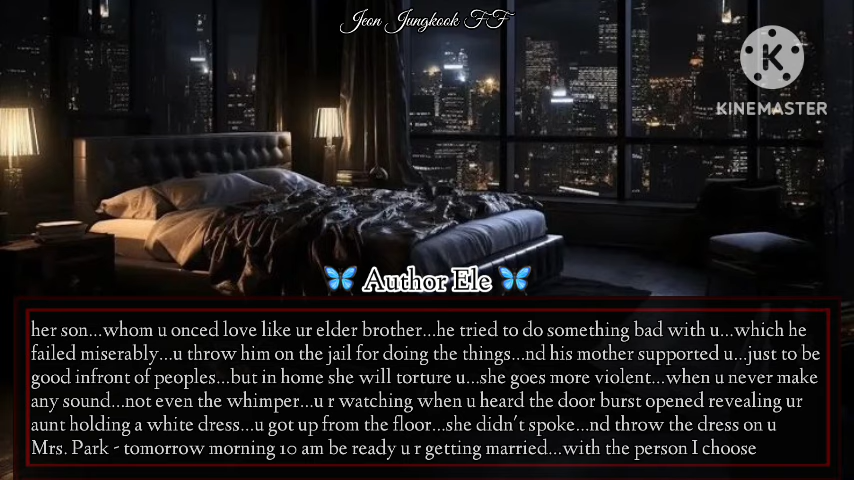 Jeon Jungkook FF
KINEMASTER
🦋 Author Ele 🦋
her son...whom u onced love like ur elder brother...he tried to do something bad with u...which he
failed miserably...u throw him on the jail for doing the things...nd his mother supported u...just to be
good infront of peoples...but in home she will torture u...she goes more violent...when u never make
any sound...not even the whimper...u r watching when u heard the door burst opened revealing ur
aunt holding a white dress...u got up from the floor...she didn't spoke...nd throw the dress on u
Mrs. Park - tomorrow morning 10 am be ready u r getting married...with the person I choose